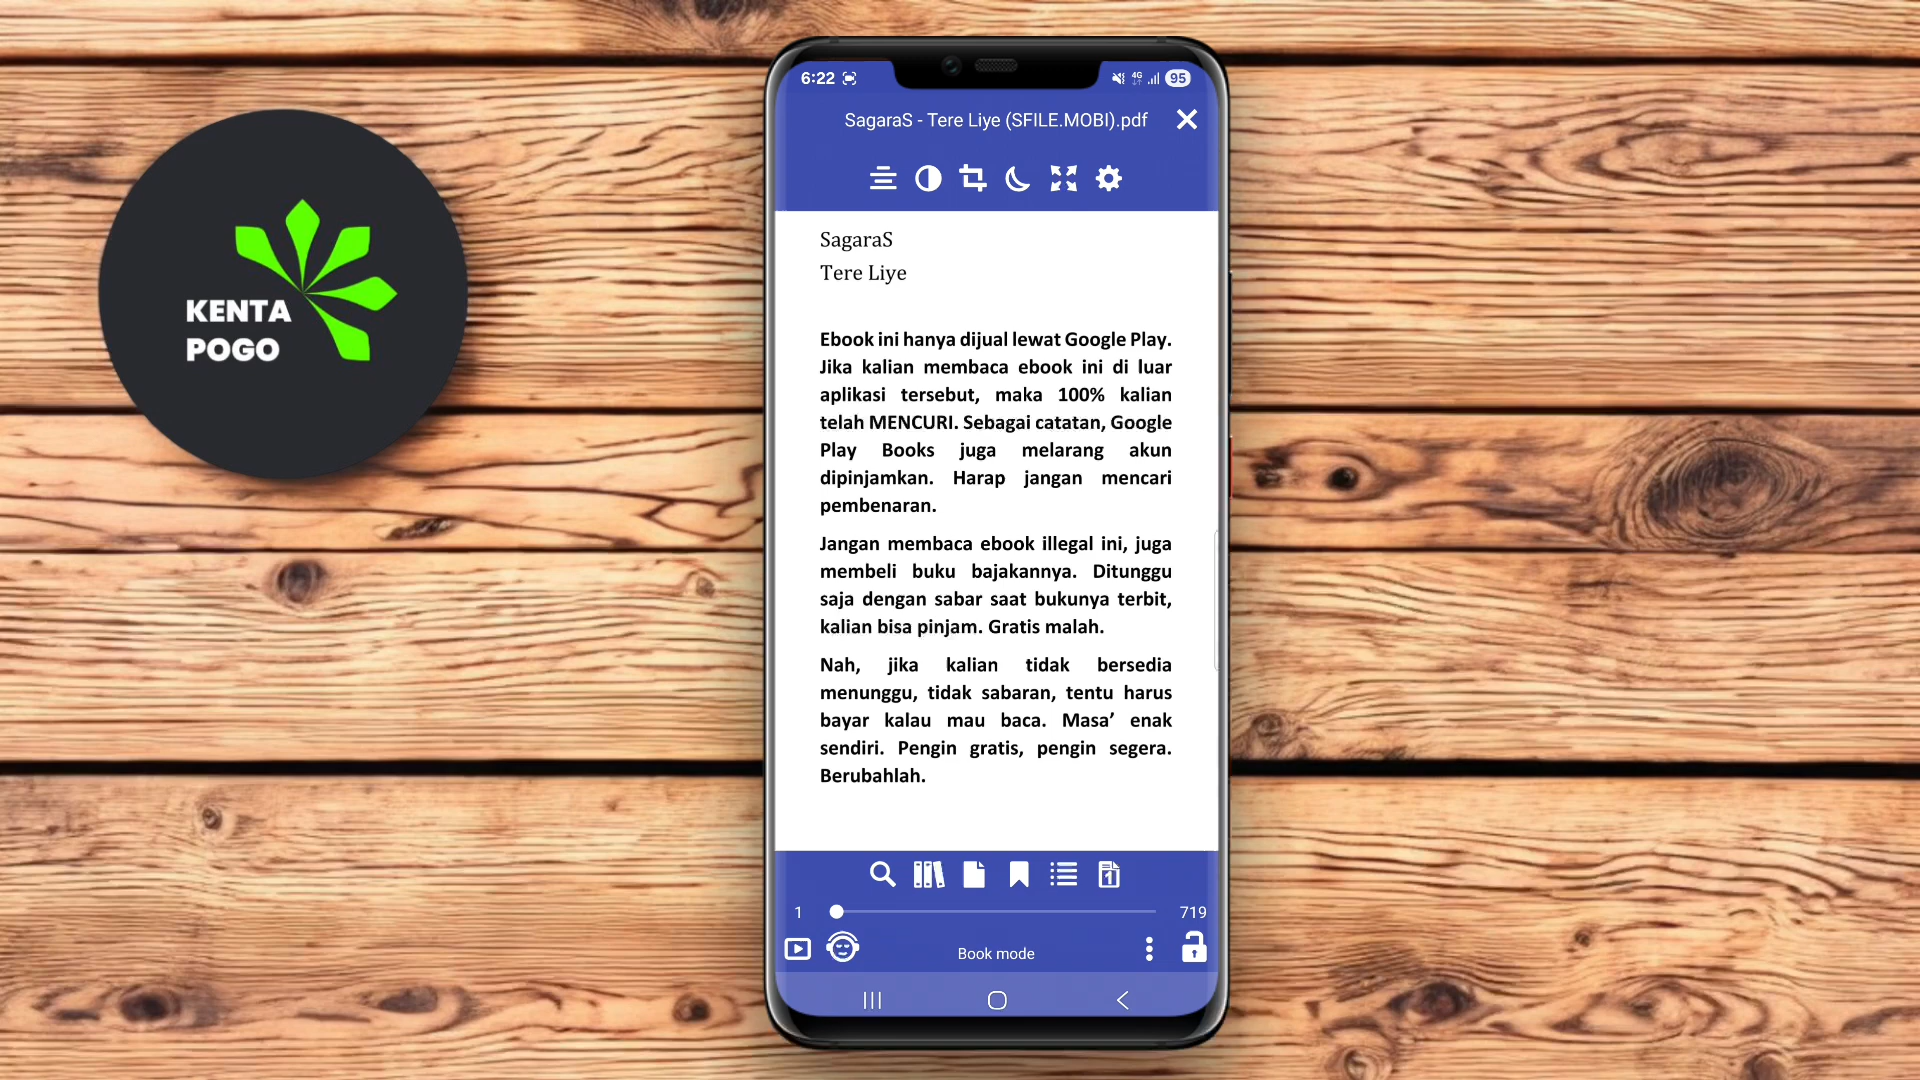 KENTA
POGO
6:22
4G
95
SagaraS - Tere Liye (SFILE.MOBI).pdf
SagaraS
Tere Liye
Ebook ini hanya dijual lewat Google Play.
Jika kalian membaca ebook ini di luar
aplikasi tersebut, maka 100% kalian
telah MENCURI. Sebagai catatan, Google
Play Books juga melarang akun
dipinjamkan. Harap jangan mencari
pembenaran.
Jangan membaca ebook illegal ini, juga
membeli buku bajakannya. Ditunggu
saja dengan sabar saat bukunya terbit,
kalian bisa pinjam. Gratis malah.
Nah, jika kalian tidak bersedia
menunggu, tidak sabaran, tentu harus
bayar kalau mau baca. Masa’ enak
sendiri. Pengin gratis, pengin segera.
Berubahlah.
1
1
719
Book mode